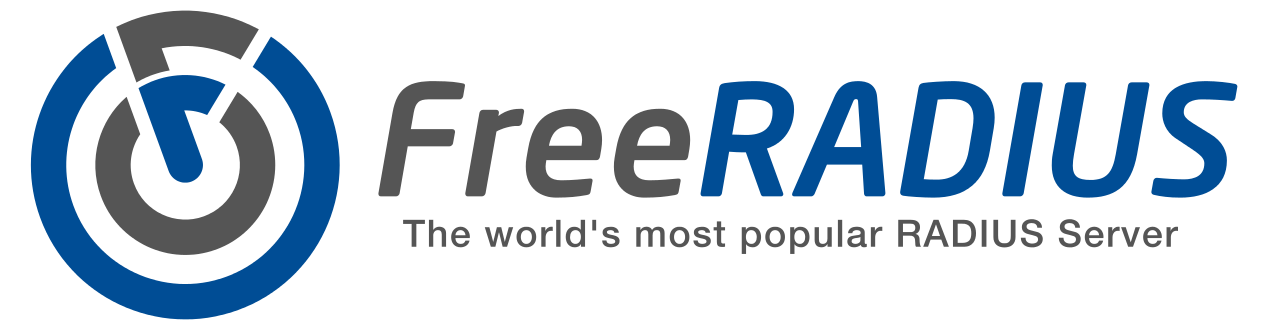 FreeRADIUS
The world's most popular RADIUS Server